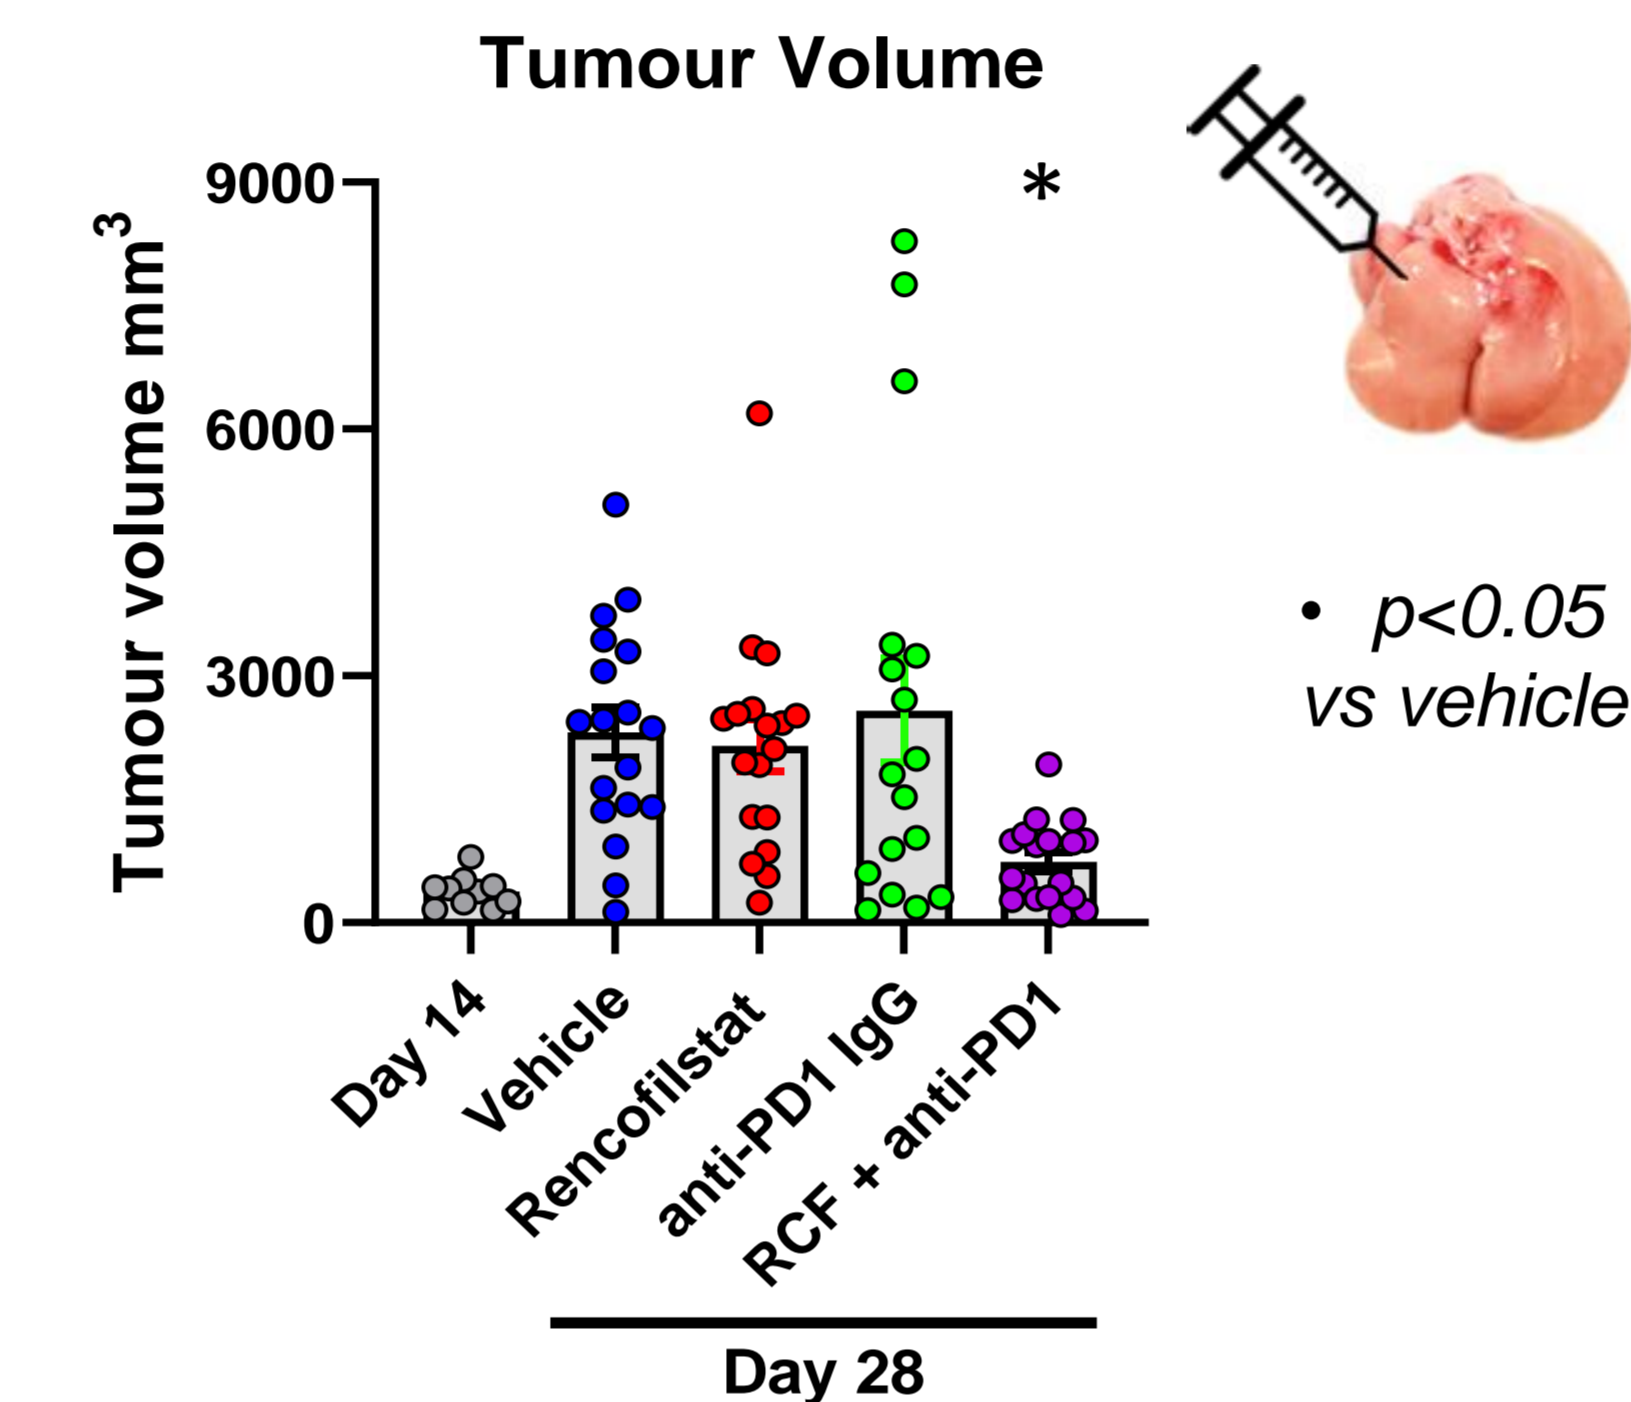 Tumour Volume
Tumour volume mm³
9000
6000
3000
0
*
Day 14
Vehicle
Rencofilstat
anti-PD1 IgG
RCF + anti-PD1
Day 28
• p<0.05
vs vehicle